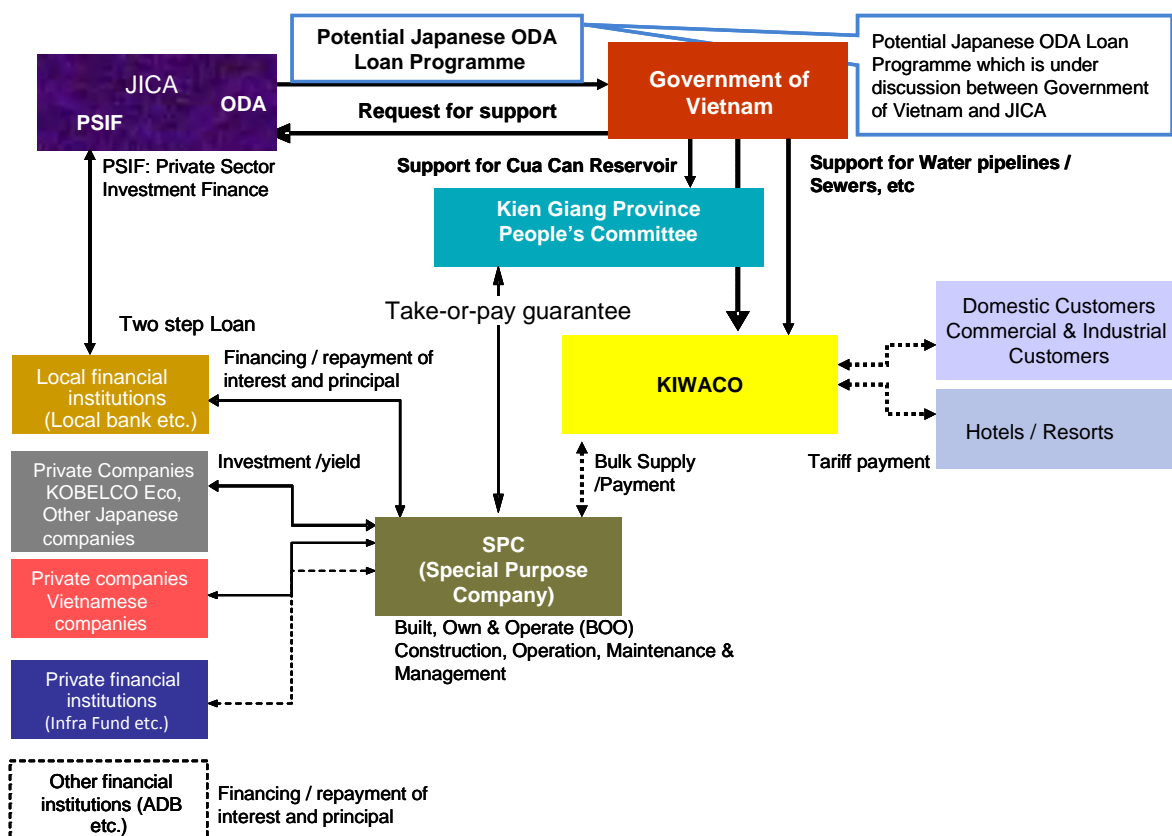 Potential Japanese ODA
Loan Programme
JICA
ODA
PSIF
Government of
Vietnam
Potential Japanese ODA Loan
Programme which is under
discussion between Government
of Vietnam and JICA
Request for support
PSIF: Private Sector
Investment Finance
Support for Cua Can Reservoir
Support for Water pipelines /
Sewers, etc
Kien Giang Province
People's Committee
Take-or-pay guarantee
Two step Loan
Financing / repayment of
interest and principal
Domestic Customers
Commercial & Industrial
Customers
Local financial
institutions
(Local bank etc.)
KIWACO
Hotels / Resorts
Tariff payment
Private Companies
KOBELCO Eco,
Other Japanese
companies
Investment /yield
Bulk Supply
/Payment
SPC
(Special Purpose
Company)
Private companies
Vietnamese
companies
Built, Own & Operate (BOO)
Construction, Operation, Maintenance &
Management
Private financial
institutions
(Infra Fund etc.)
Other financial
institutions (ADB
etc.)
Financing / repayment of
interest and principal